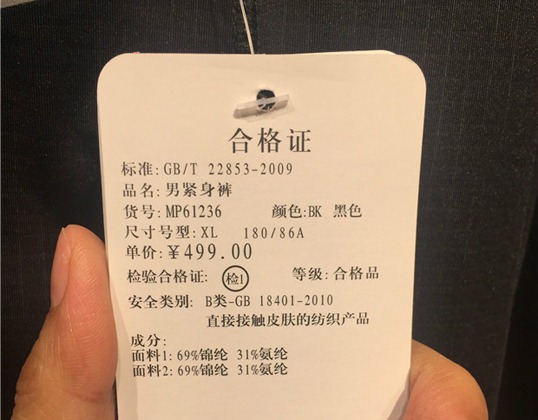 合格证
标准:GB/T 22853-2009
品名:男紧身裤
货号:MP61236 颜色:BK 黑色
尺寸号型:XL 180/86A
单价:¥499.00
检验合格证: 检1 等级:合格品
安全类别: B类-GB 18401-2010
直接接触皮肤的纺织产品
成分:
面料1:69%锦纶 31%氨纶
面料2:69%锦纶 31%氨纶